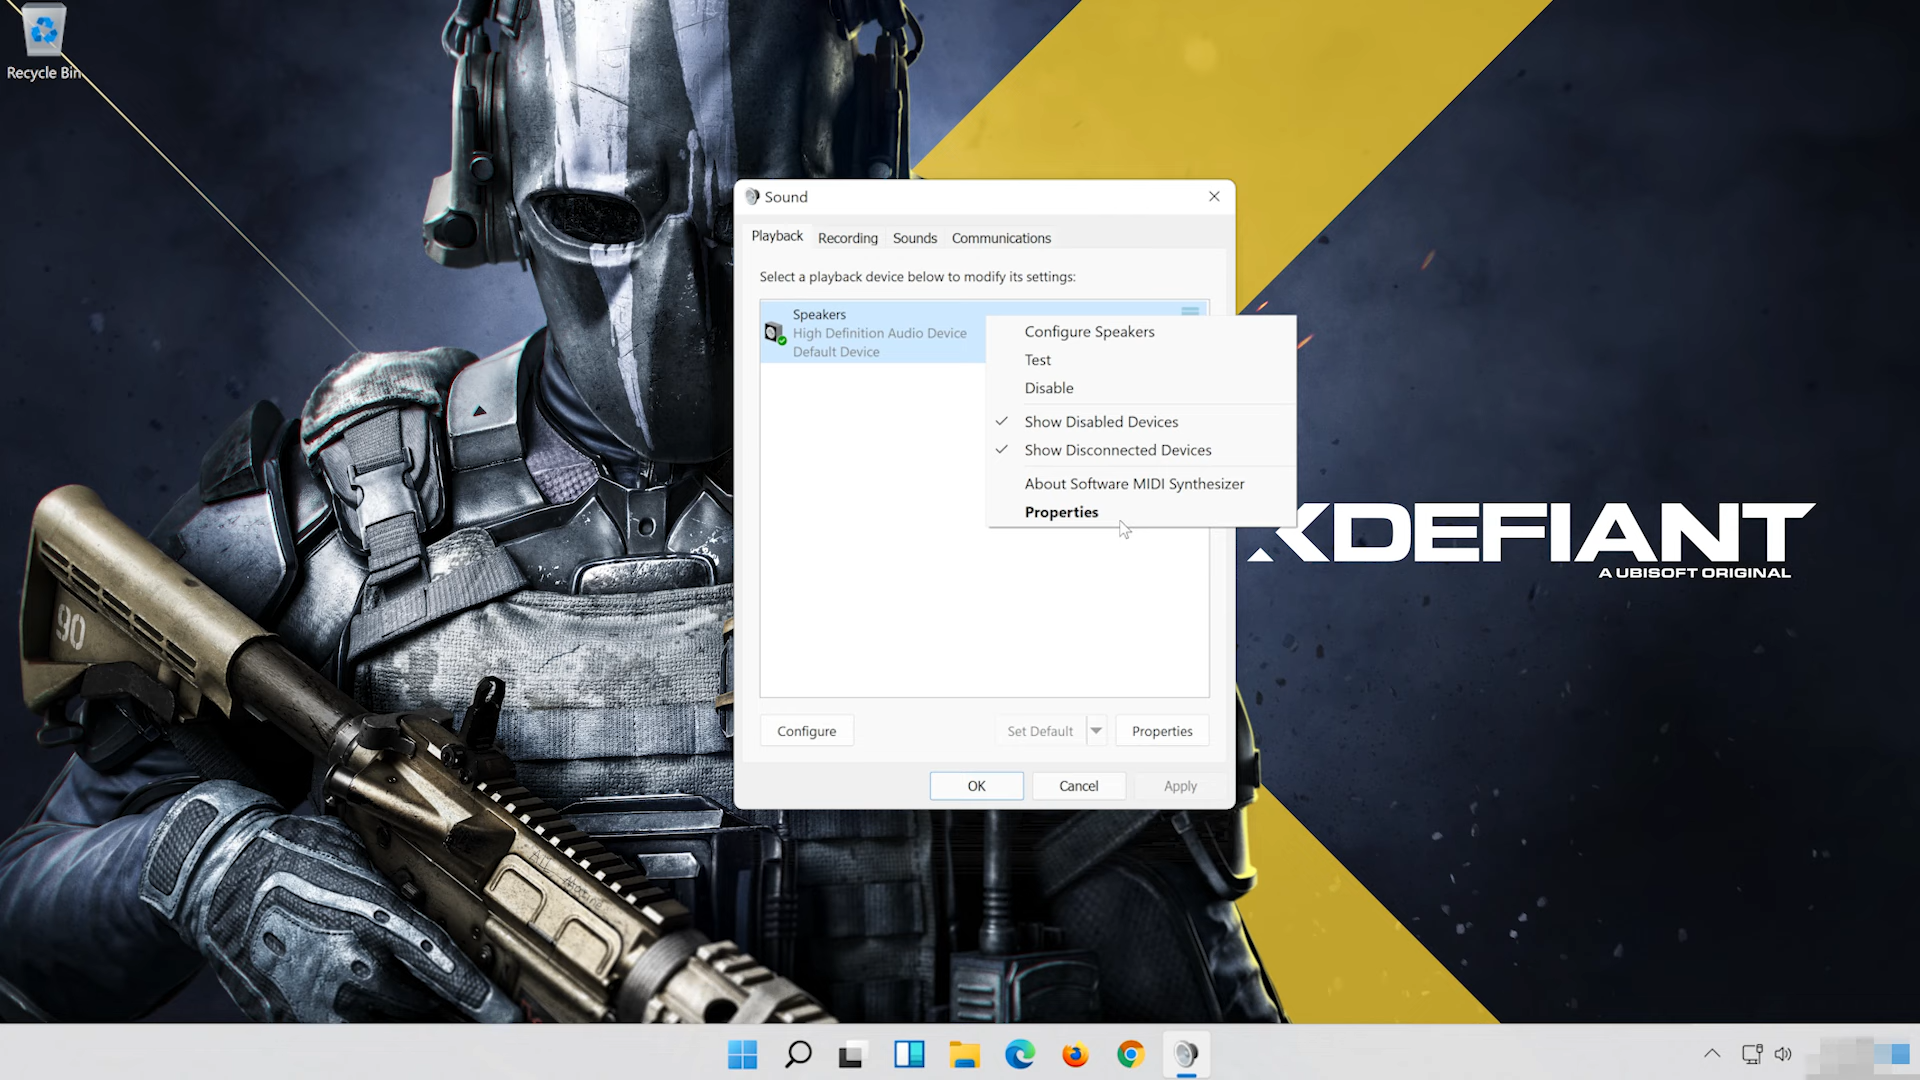 Recycle Bin
Sound
Playback
Recording
Sounds
Communications
Select a playback device below to modify its settings:
Speakers
High Definition Audio Device
Default Device
Configure Speakers
Test
Disable
Show Disabled Devices
Show Disconnected Devices
About Software MIDI Synthesizer
Properties
Configure
Set Default
Properties
OK
Cancel
Apply
XDEFIANT
A UBISOFT ORIGINAL
90